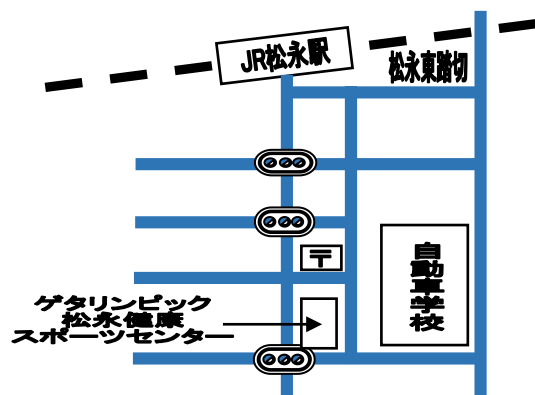 JR松永駅
松永東踏切
〒
自動車学校
ゲタリンピック
松永健康
スポーツセンター